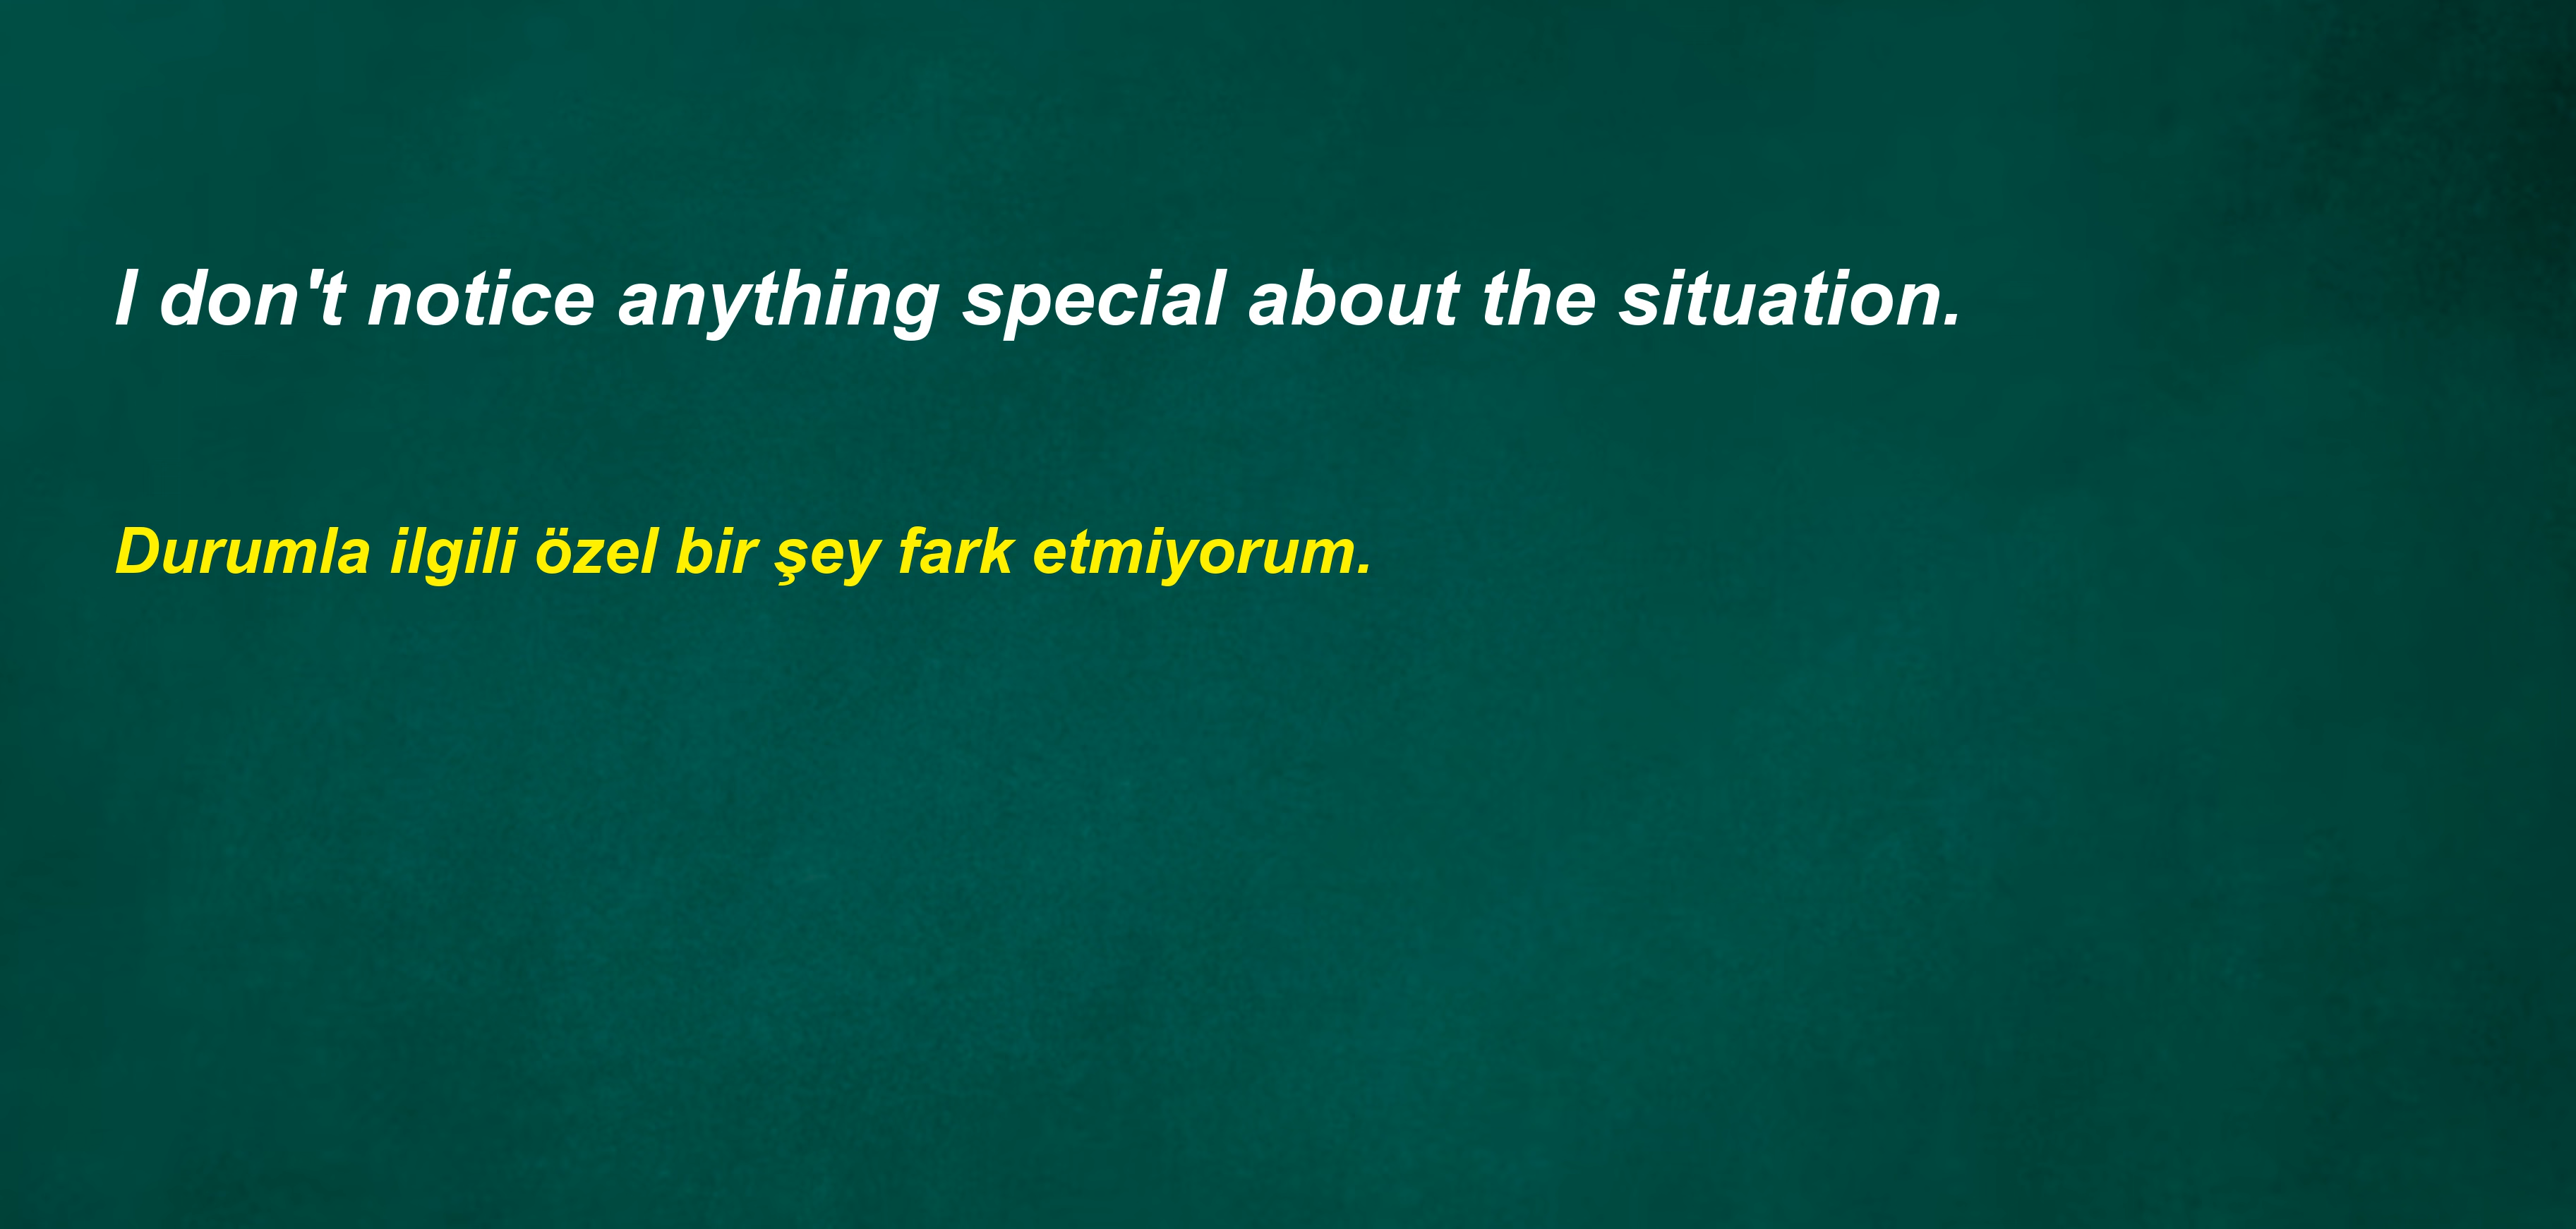 I don't notice anything special about the situation.
Durumla ilgili özel bir şey fark etmiyorum.